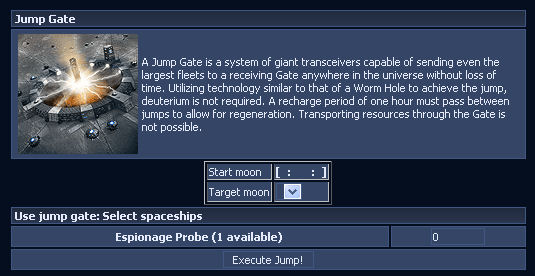 Jump Gate
A Jump Gate is a system of giant transceivers capable of sending even the
largest fleets to a receiving Gate anywhere in the universe without loss of
time. Utilizing technology similar to that of a Worm Hole to achieve the jump,
deuterium is not required. A recharge period of one hour must pass between
jumps to allow for regeneration. Transporting resources through the Gate is
not possible.
Start moon [ : : ]
Target moon
Use jump gate: Select spaceships
Espionage Probe (1 available) 0
Execute Jump!